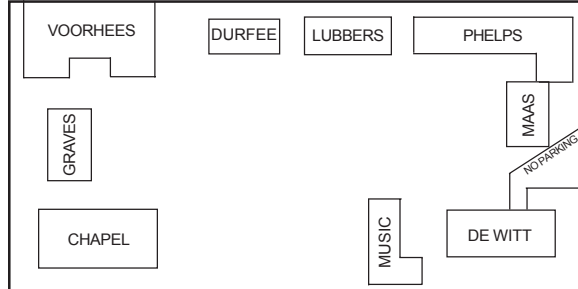 VOORHEES
DURFEE
LUBBERS
PHELPS
MAAS
GRAVES
NO PARKING
CHAPEL
MUSIC
DE WITT